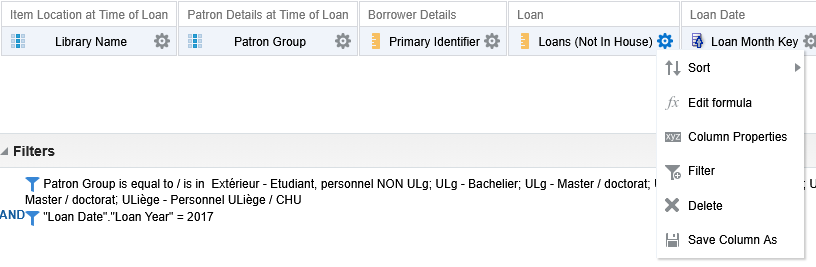 Item Location at Time of Loan Patron Details at Time of Loan Borrower Details Loan Loan Date
Library Name Patron Group Primary Identifier Loans (Not In House) Loan Month Key
Sort
fx Edit formula
xyz Column Properties
Filter
Delete
Save Column As
Filters
Patron Group is equal to / is in Extérieur - Etudiant, personnel NON ULg; ULg - Bachelier; ULg - Master / doctorat;
Master / doctorat; ULiège - Personnel ULiège / CHU
AND "Loan Date"."Loan Year" = 2017